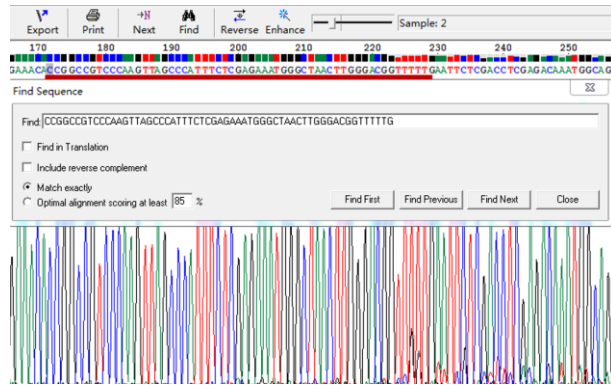 Export Print Next Find Reverse Enhance Sample: 2
170 180 190 200 210 220 230 240 250
GAAACACCGGCCGTCCCAAGTTAGCCCATTTCTCGAGAAATGGGCTAACTTGGGACGGTTTTTGAATTCTCGACCTCGAGACAAATGGCAG
Find Sequence
Find: CCGGCCGTCCCAAGTTAGCCCATTTCTCGAGAAATGGGCTAACTTGGGACGGTTTTTG
Find in Translation
Include reverse complement
Match exactly
Optimal alignment scoring at least 85 %
Find First Find Previous Find Next Close